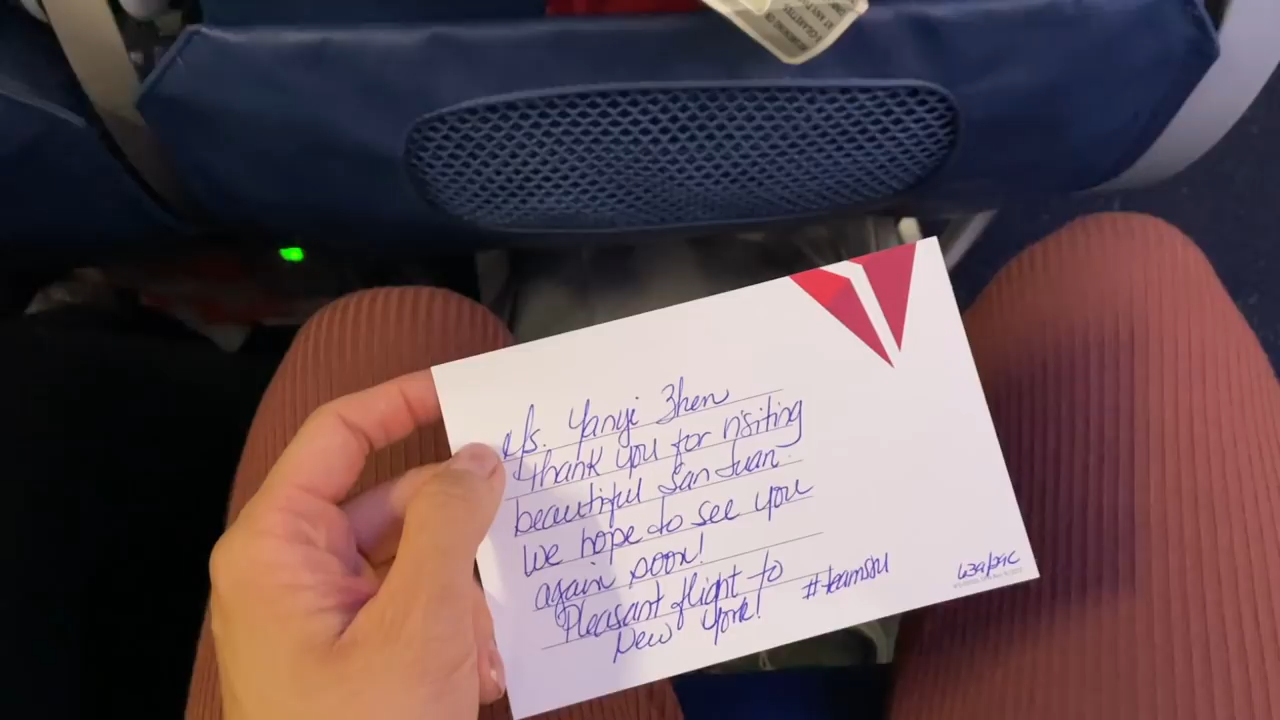 Ms. Yanyi Zhen
Thank you for visiting
beautiful San Juan.
We hope to see you
again soon!
Pleasant flight to
New York!
#teamsju